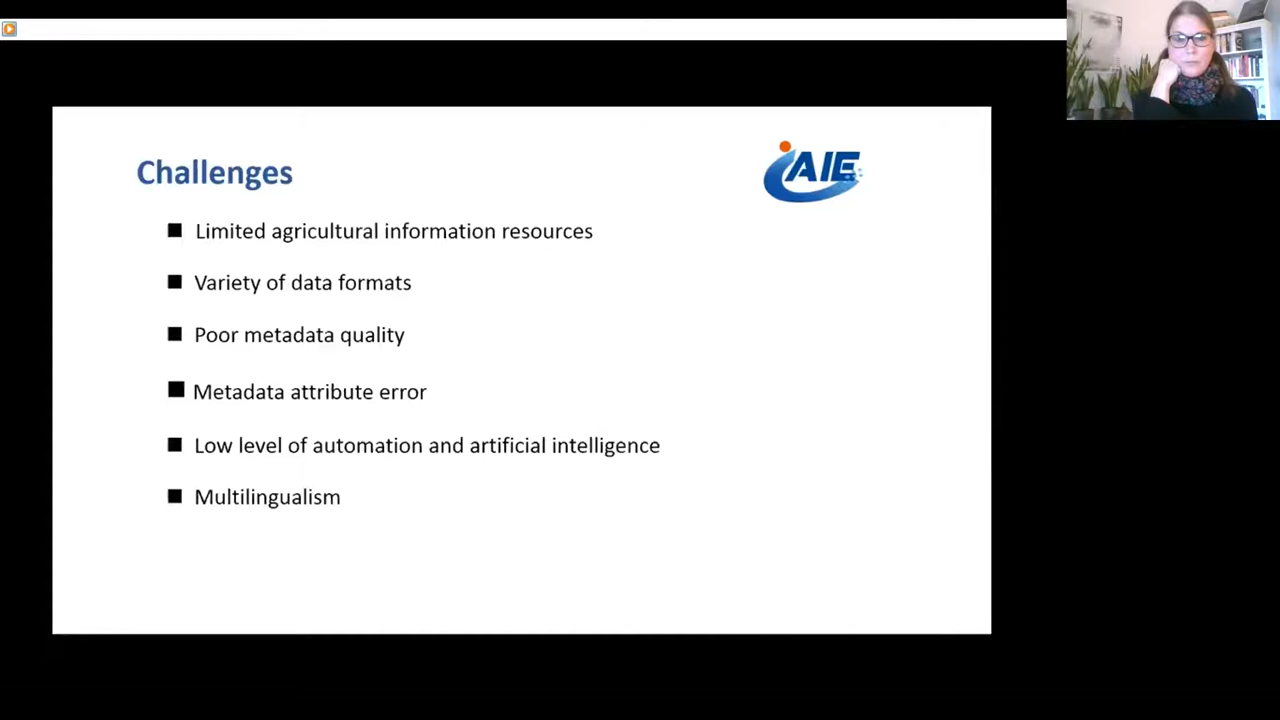 Challenges
AIE
Limited agricultural information resources
Variety of data formats
Poor metadata quality
Metadata attribute error
Low level of automation and artificial intelligence
Multilingualism